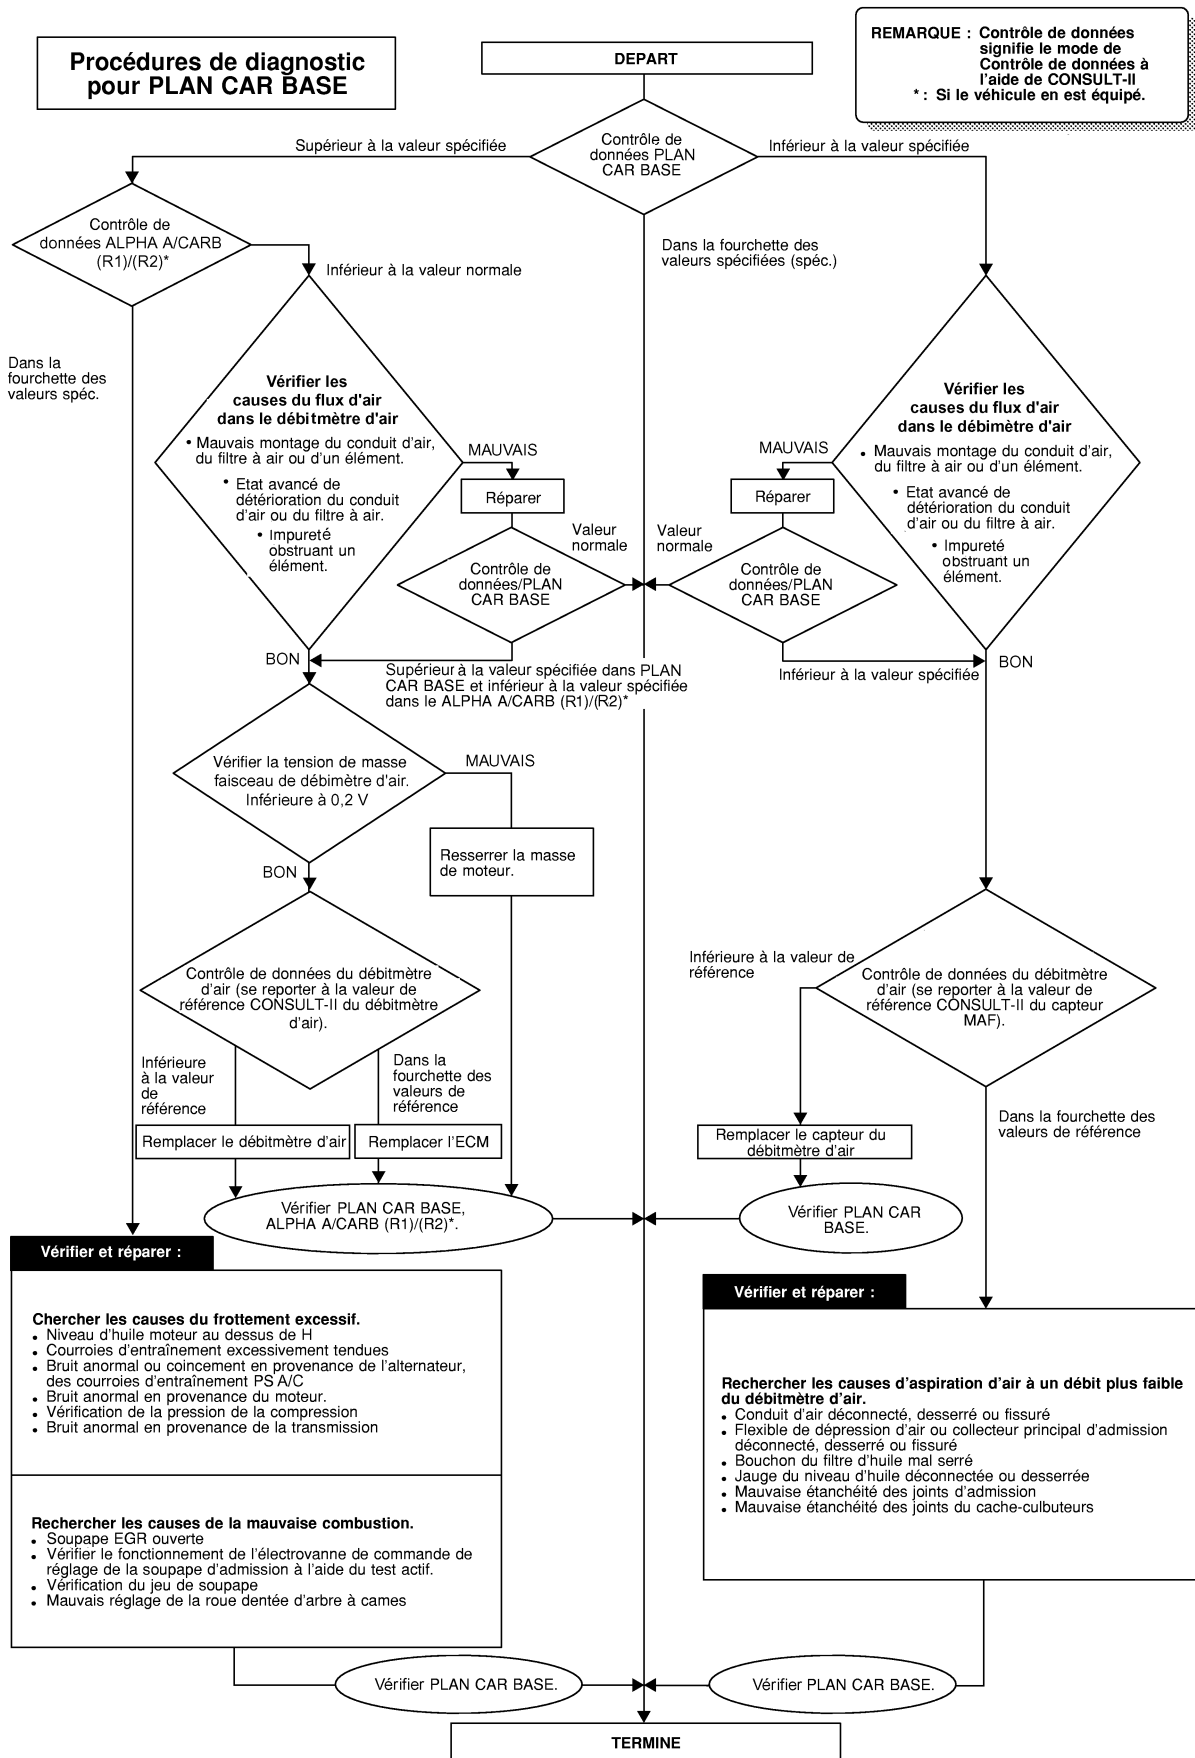 Procédures de diagnostic
pour PLAN CAR BASE
DEPART
REMARQUE : Contrôle de données
signifie le mode de
Contrôle de données à
l'aide de CONSULT-II
* : Si le véhicule en est équipé.
Supérieur à la valeur spécifiée
Contrôle de
données PLAN
CAR BASE
Inférieur à la valeur spécifiée
Contrôle de
données ALPHA A/CARB
(R1)/(R2)*
Inférieur à la valeur normale
Dans la fourchette des
valeurs spécifiées (spéc.)
Dans la
fourchette des
valeurs spéc.
Vérifier les
causes du flux d'air
dans le débitmètre d'air
• Mauvais montage du conduit d'air,
du filtre à air ou d'un élément.
• Etat avancé de
détérioration du conduit
d'air ou du filtre à air.
• Impureté
obstruant un
élément.
MAUVAIS
Réparer
Valeur
normale
Contrôle de
données/PLAN
CAR BASE
MAUVAIS
Réparer
Valeur
normale
Contrôle de
données/PLAN
CAR BASE
Vérifier les
causes du flux d'air
dans le débimètre d'air
• Mauvais montage du conduit d'air,
du filtre à air ou d'un élément.
• Etat avancé de
détérioration du conduit
d'air ou du filtre à air.
• Impureté
obstruant un
élément.
BON
Supérieur à la valeur spécifiée dans PLAN
CAR BASE et inférieur à la valeur spécifiée
dans le ALPHA A/CARB (R1)/(R2)*
Inférieur à la valeur spécifiée
BON
Vérifier la tension de masse
faisceau de débimètre d'air.
Inférieure à 0,2 V
MAUVAIS
Resserrer la masse
de moteur.
BON
Contrôle de données du débitmètre
d'air (se reporter à la valeur de
référence CONSULT-II du débitmètre
d'air).
Inférieure à la valeur de
référence
Contrôle de données du débitmètre
d'air (se reporter à la valeur de
référence CONSULT-II du capteur
MAF).
Inférieure
à la valeur
de
référence
Dans la
fourchette des
valeurs de
référence
Dans la fourchette des
valeurs de référence
Remplacer le débitmètre d'air
Remplacer l'ECM
Remplacer le capteur du
débitmètre d'air
Vérifier PLAN CAR BASE,
ALPHA A/CARB (R1)/(R2)*.
Vérifier PLAN CAR
BASE.
Vérifier et réparer :
Chercher les causes du frottement excessif.
• Niveau d'huile moteur au dessus de H
• Courroies d'entraînement excessivement tendues
• Bruit anormal ou coincement en provenance de l'alternateur,
des courroies d'entraînement PS A/C
• Bruit anormal en provenance du moteur.
• Vérification de la pression de la compression
• Bruit anormal en provenance de la transmission
Rechercher les causes de la mauvaise combustion.
• Soupape EGR ouverte
• Vérifier le fonctionnement de l'électrovanne de commande de
réglage de la soupape d'admission à l'aide du test actif.
• Vérification du jeu de soupape
• Mauvais réglage de la roue dentée d'arbre à cames
Vérifier et réparer :
Rechercher les causes d'aspiration d'air à un débit plus faible
du débitmètre d'air.
• Conduit d'air déconnecté, desserré ou fissuré
• Flexible de dépression d'air ou collecteur principal d'admission
déconnecté, desserré ou fissuré
• Bouchon du filtre d'huile mal serré
• Jauge du niveau d'huile déconnectée ou desserrée
• Mauvaise étanchéité des joints d'admission
• Mauvaise étanchéité des joints du cache-culbuteurs
Vérifier PLAN CAR BASE.
Vérifier PLAN CAR BASE.
TERMINE